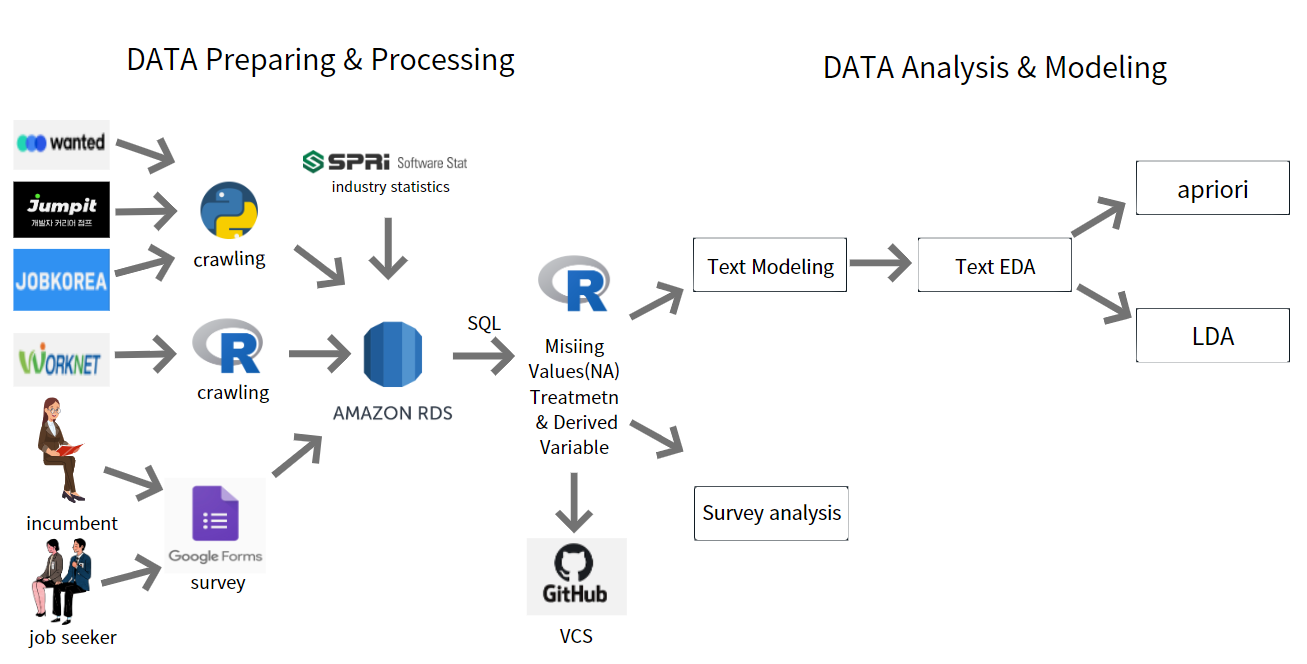 DATA Preparing & Processing
DATA Analysis & Modeling
wanted
Jumpit
개발자 커리어 점프
JOBKOREA
WORKNET
crawling
R
crawling
SPRi Software Stat
industry statistics
AMAZON RDS
SQL
R
Misiing
Values(NA)
Treatmetn
& Derived
Variable
incumbent
job seeker
Google Forms
survey
GitHub
VCS
Text Modeling
Text EDA
apriori
LDA
Survey analysis